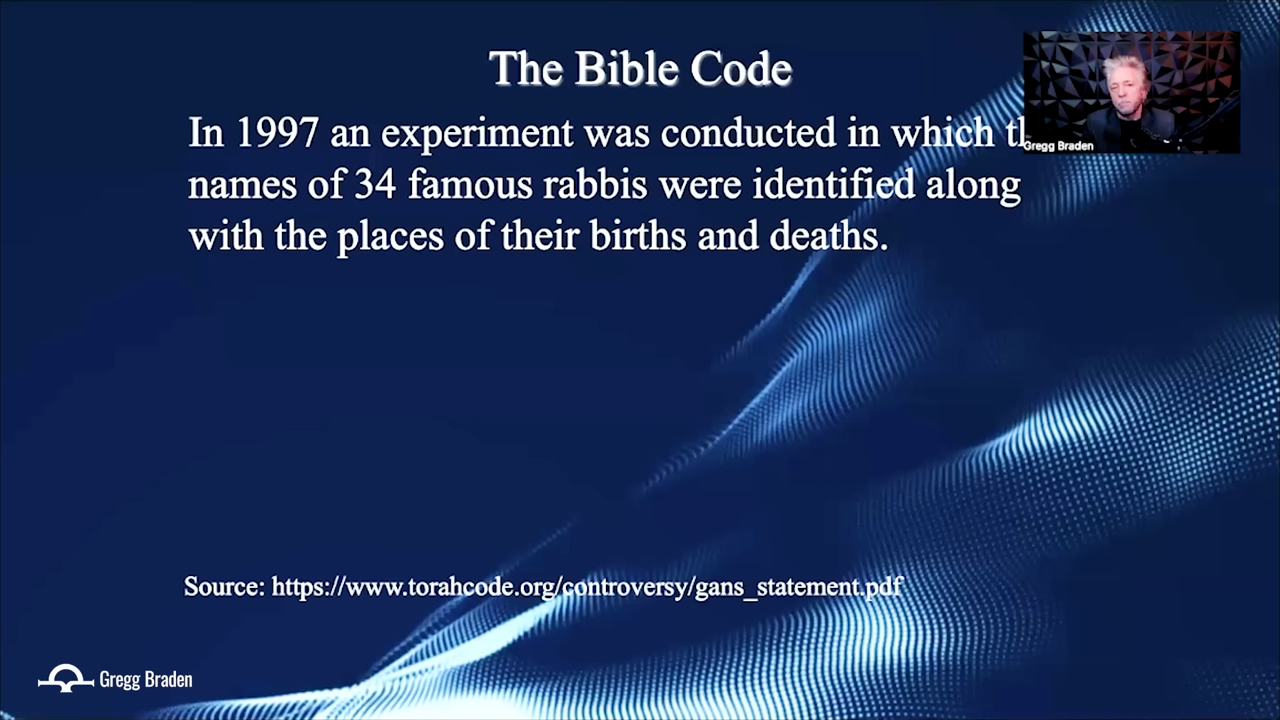 The Bible Code
In 1997 an experiment was conducted in which
names of 34 famous rabbis were identified along
with the places of their births and deaths.
Gregg Braden
Source: https://www.torahcode.org/controversy/gans_statement.pdf
Gregg Braden